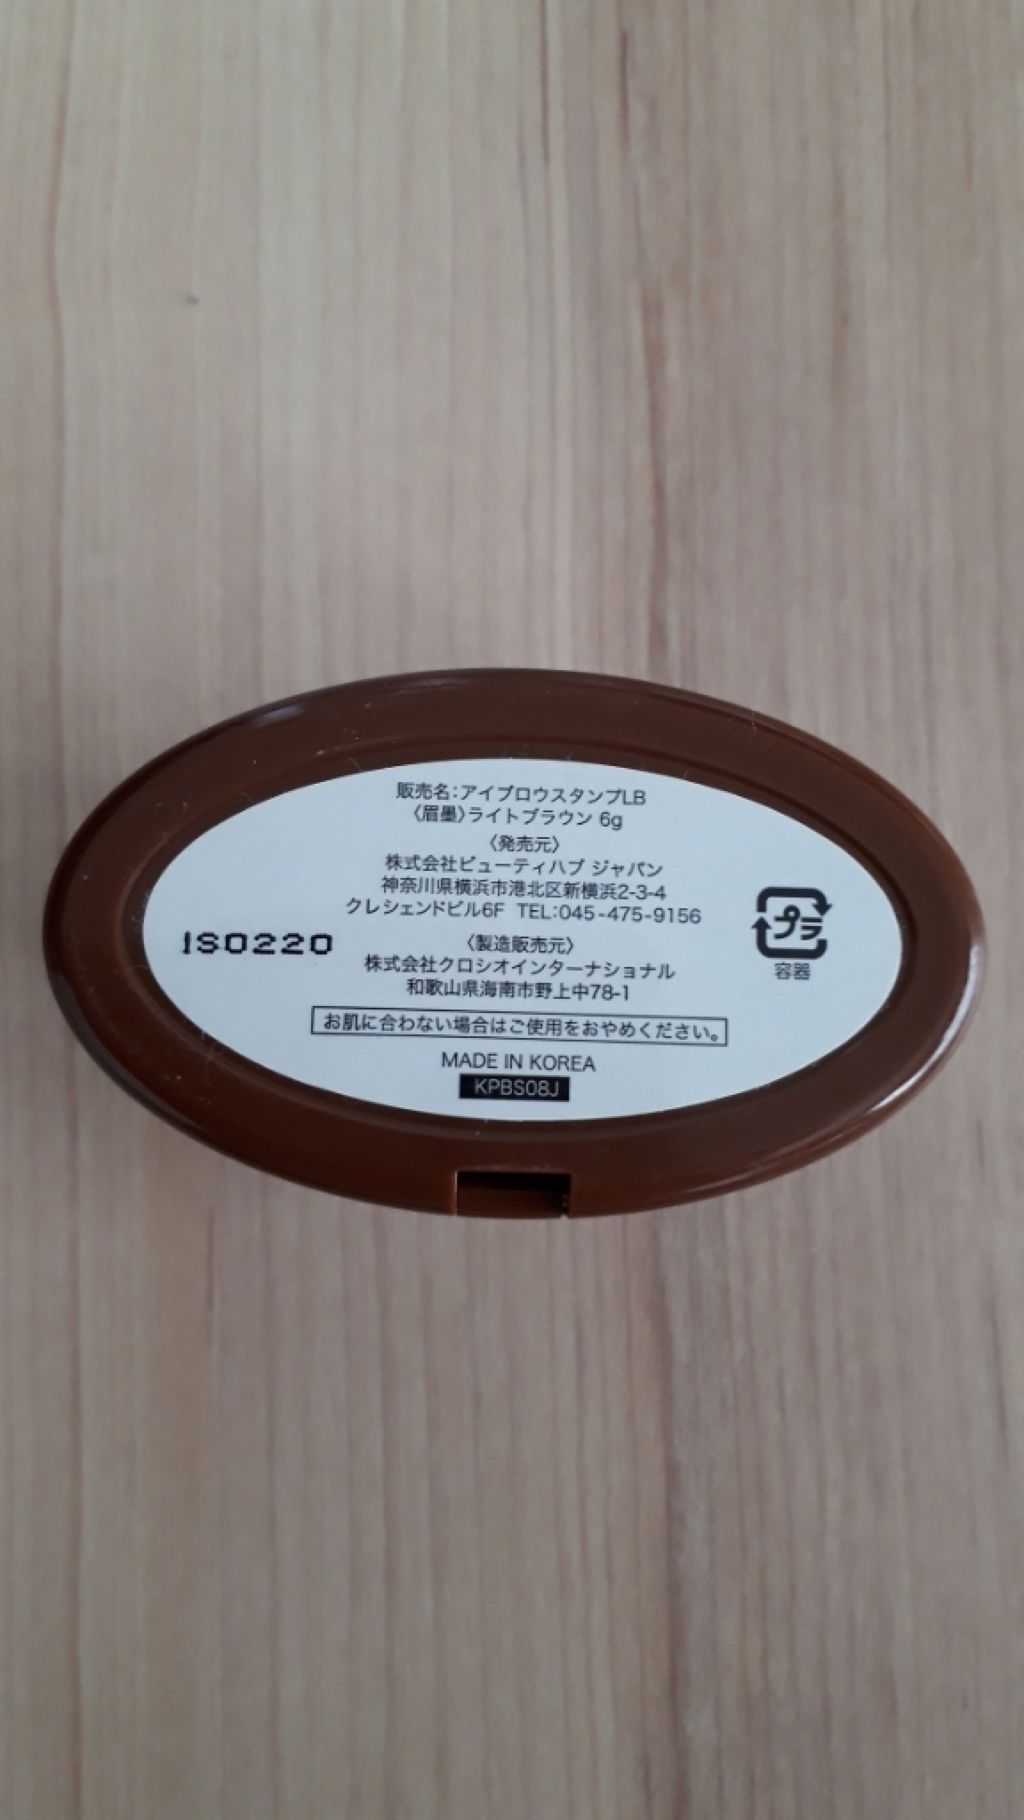 販売名:アイブロウスタンプLB
〈眉墨〉ライトブラウン 6g
〈発売元〉
株式会社ビューティハブ ジャパン
神奈川県横浜市港北区新横浜2-3-4
クレシェンドビル6F TEL:045-475-9156
ISO220
〈製造販売元〉
株式会社クロシオインターナショナル
和歌山県海南市野上中78-1
お肌に合わない場合はご使用をおやめください。
MADE IN KOREA
KPBS08J
プラ
容器